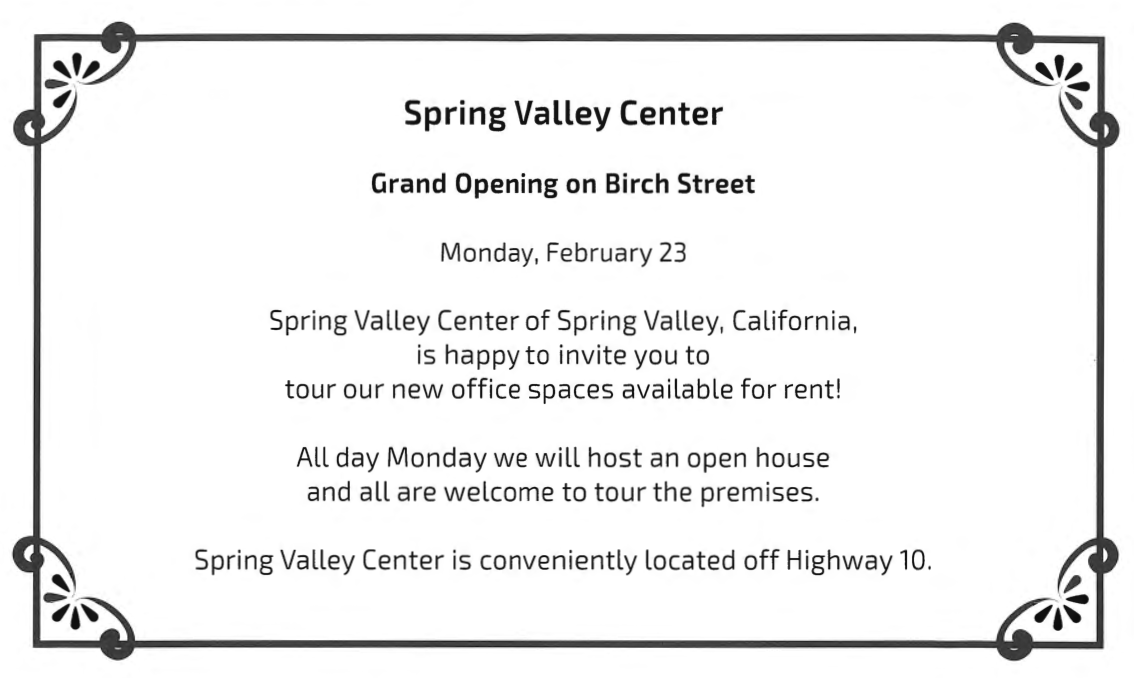 Spring Valley Center
Grand Opening on Birch Street
Monday, February 23
Spring Valley Center of Spring Valley, California,
is happy to invite you to
tour our new office spaces available for rent!
All day Monday we will host an open house
and all are welcome to tour the premises.
Spring Valley Center is conveniently located off Highway 10.